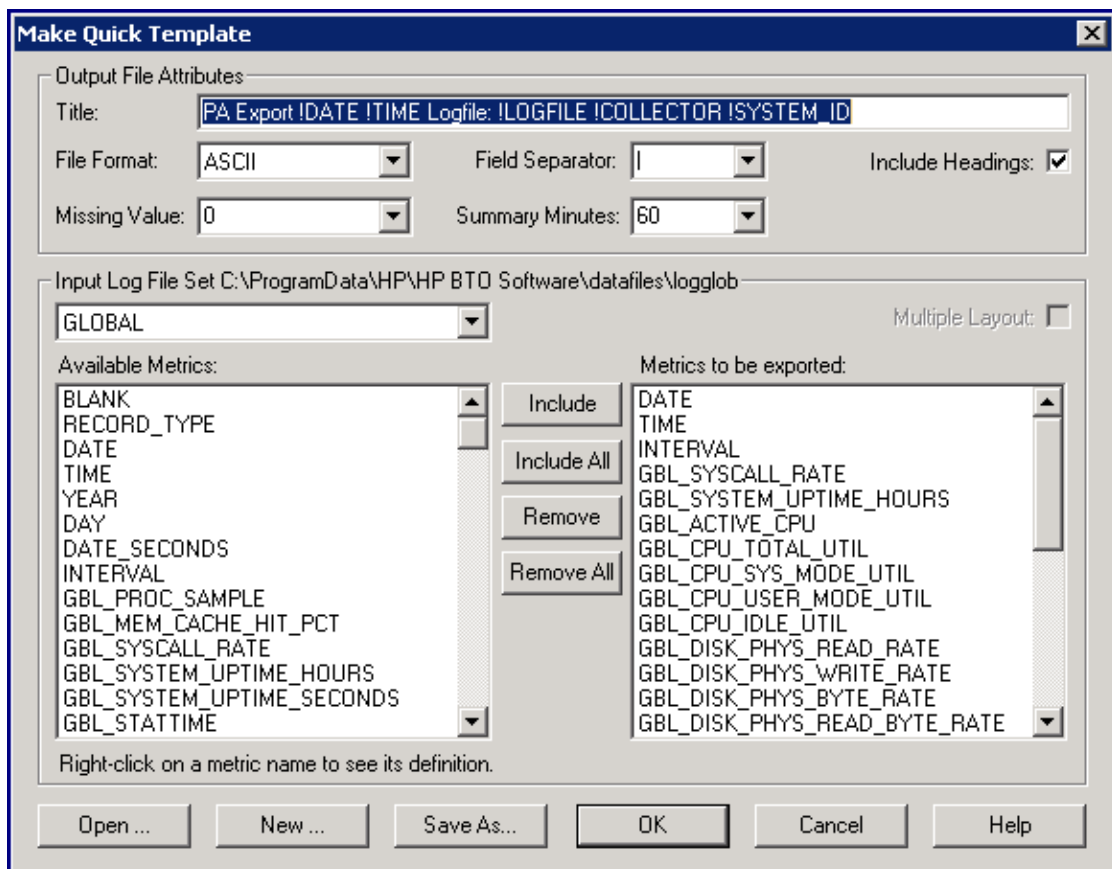 Make Quick Template
Output File Attributes
Title: PA Export !DATE !TIME Logfile: !LOGFILE !COLLECTOR !SYSTEM_ID
File Format: ASCII Field Separator: | Include Headings:
Missing Value: 0 Summary Minutes: 60
Input Log File Set C:\ProgramData\HP\HP BTO Software\datafiles\logglob
GLOBAL Multiple Layout:
Available Metrics:
BLANK
RECORD_TYPE
DATE
TIME
YEAR
DAY
DATE_SECONDS
INTERVAL
GBL_PROC_SAMPLE
GBL_MEM_CACHE_HIT_PCT
GBL_SYSCALL_RATE
GBL_SYSTEM_UPTIME_HOURS
GBL_SYSTEM_UPTIME_SECONDS
GBL_STATTIME
Include
Include All
Remove
Remove All
Metrics to be exported:
DATE
TIME
INTERVAL
GBL_SYSCALL_RATE
GBL_SYSTEM_UPTIME_HOURS
GBL_ACTIVE_CPU
GBL_CPU_TOTAL_UTIL
GBL_CPU_SYS_MODE_UTIL
GBL_CPU_USER_MODE_UTIL
GBL_CPU_IDLE_UTIL
GBL_DISK_PHYS_READ_RATE
GBL_DISK_PHYS_WRITE_RATE
GBL_DISK_PHYS_BYTE_RATE
GBL_DISK_PHYS_READ_BYTE_RATE
Right-click on a metric name to see its definition.
Open ... New ... Save As... OK Cancel Help